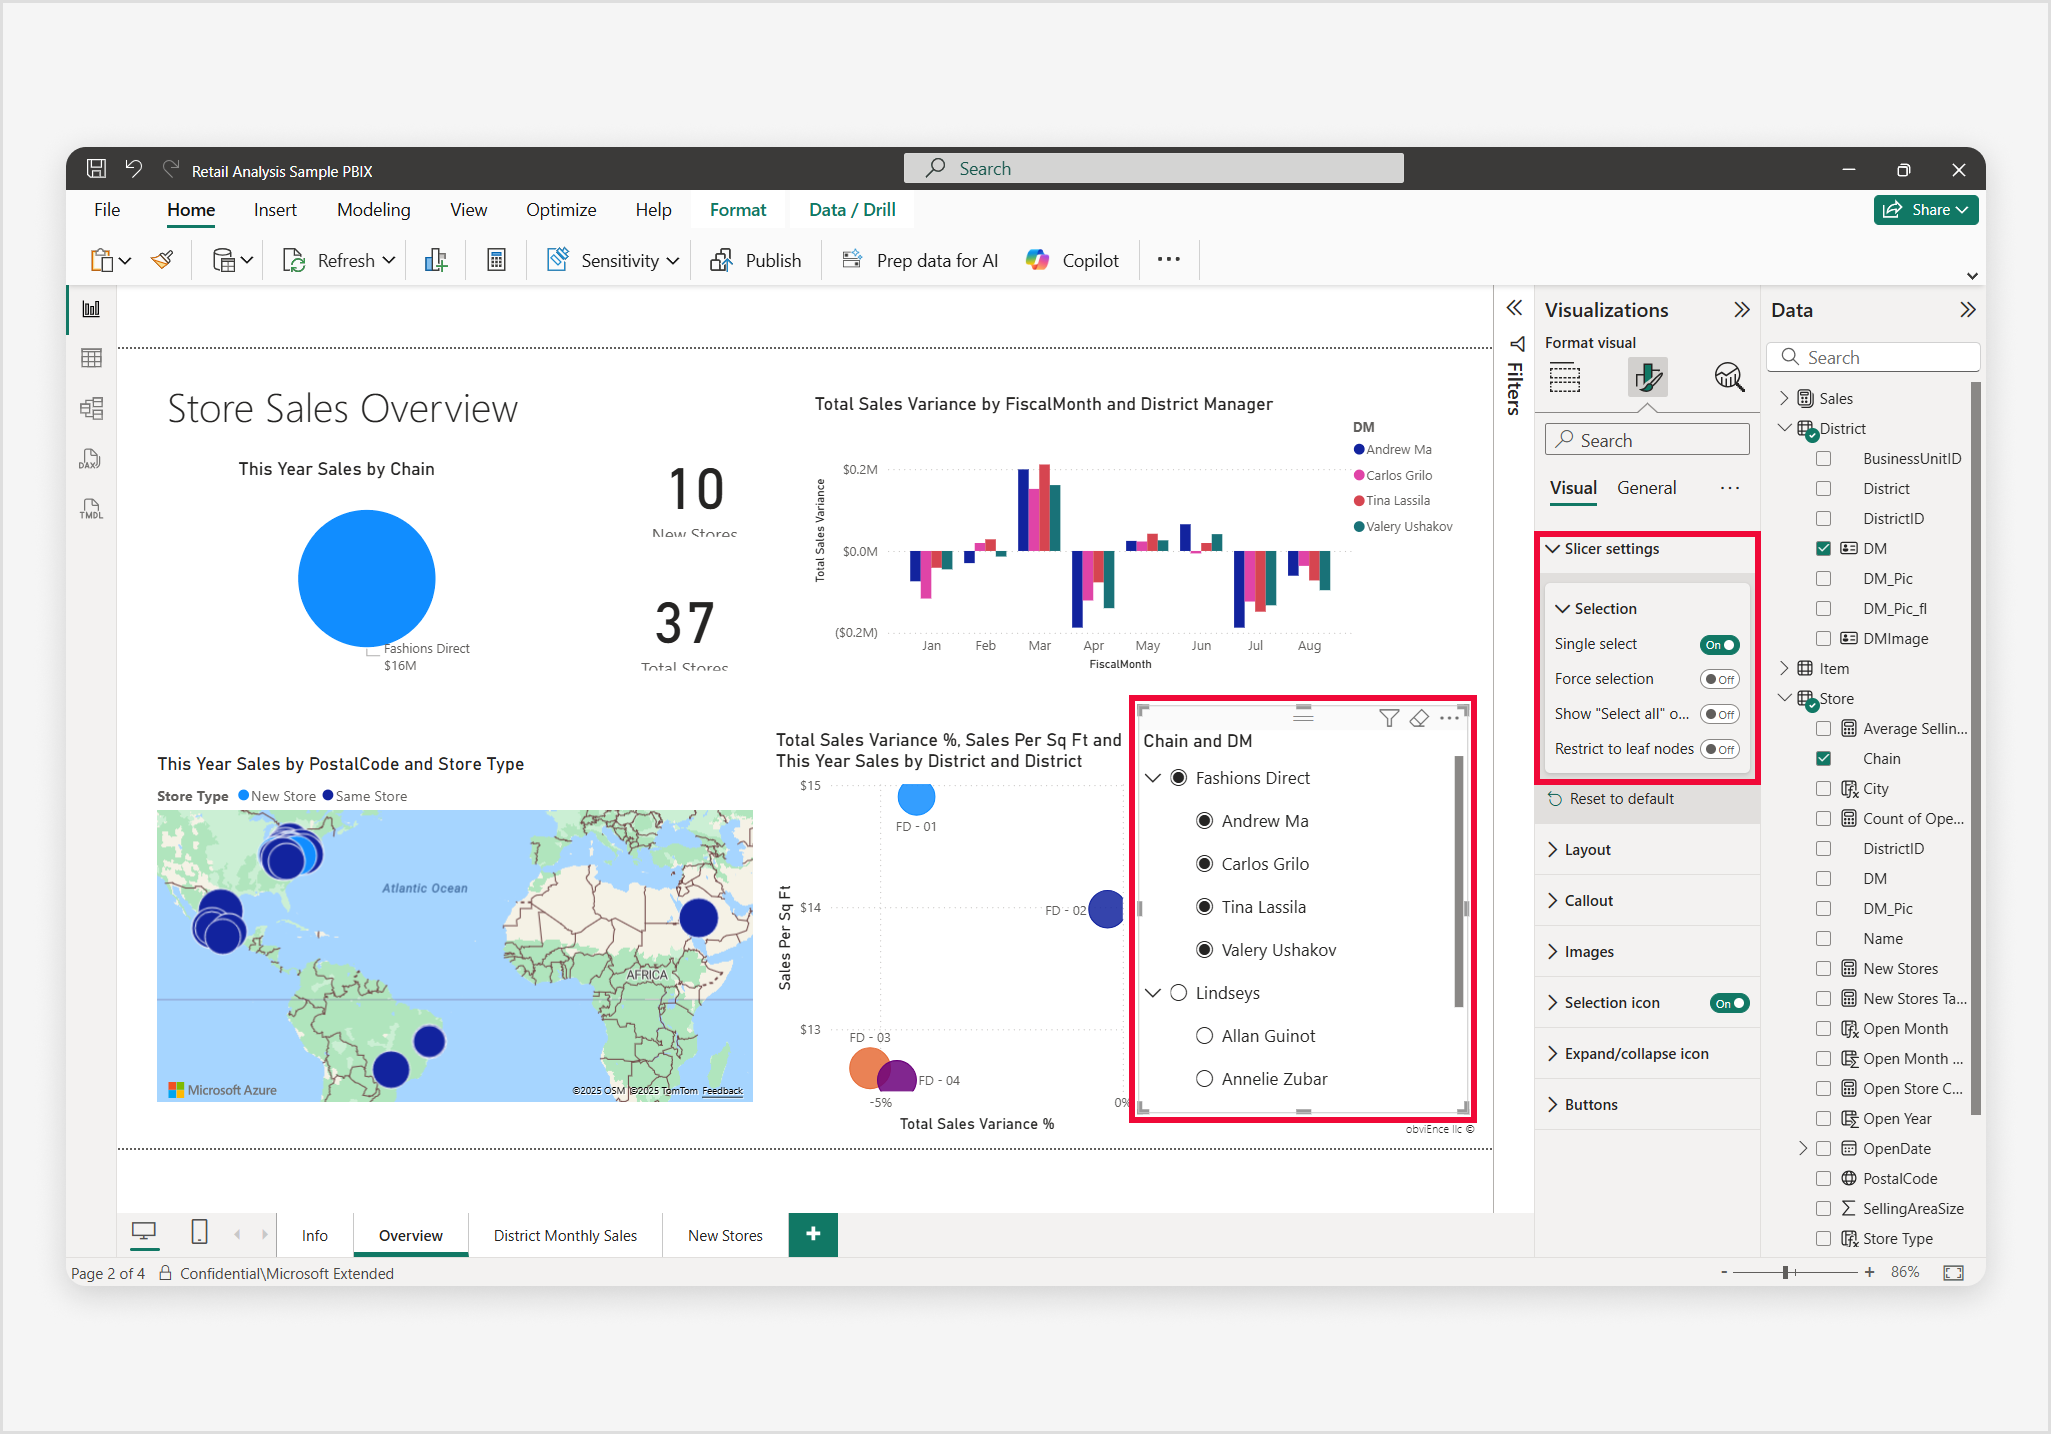 Retail Analysis Sample PBIX
Search
File Home Insert Modeling View Optimize Help Format Data / Drill
Share
Refresh Sensitivity Publish Prep data for AI Copilot
DAX
TMDL
Store Sales Overview
This Year Sales by Chain
Fashions Direct
$16M
10
New Stores
37
Total Stores
Total Sales Variance by FiscalMonth and District Manager
Total Sales Variance
$0.2M
$0.0M
($0.2M)
Jan Feb Mar Apr May Jun Jul Aug
FiscalMonth
DM
Andrew Ma
Carlos Grilo
Tina Lassila
Valery Ushakov
This Year Sales by PostalCode and Store Type
Store Type New Store Same Store
Atlantic Ocean
AFRICA
Microsoft Azure
©2025 OSM ©2025 TomTom Feedback
Total Sales Variance %, Sales Per Sq Ft and
This Year Sales by District and District
Sales Per Sq Ft
$15
$14
$13
FD - 01
FD - 02
FD - 03
FD - 04
-5% 0%
Total Sales Variance %
Chain and DM
Fashions Direct
Andrew Ma
Carlos Grilo
Tina Lassila
Valery Ushakov
Lindseys
Allan Guinot
Annelie Zubar
obviEnce llc ©
Filters
Visualizations
Format visual
Search
Visual General
Slicer settings
Selection
Single select On
Force selection Off
Show "Select all" o... Off
Restrict to leaf nodes Off
Reset to default
Layout
Callout
Images
Selection icon On
Expand/collapse icon
Buttons
Data
Search
Sales
District
BusinessUnitID
District
DistrictID
DM
DM_Pic
DM_Pic_fl
DMImage
Item
Store
Average Sellin...
Chain
City
Count of Ope...
DistrictID
DM
DM_Pic
Name
New Stores
New Stores Ta...
Open Month
Open Month ...
Open Store C...
Open Year
OpenDate
PostalCode
SellingAreaSize
Store Type
Info Overview District Monthly Sales New Stores +
Page 2 of 4 Confidential\Microsoft Extended
- + 86%